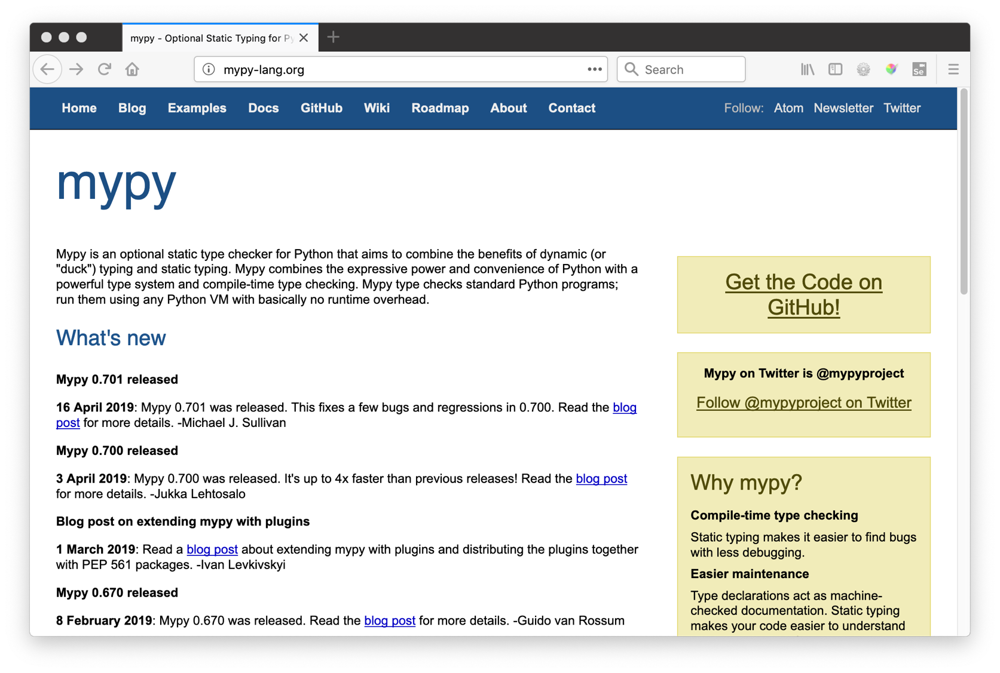 mypy - Optional Static Typing for Py
mypy-lang.org
Search
Se
Home Blog Examples Docs GitHub Wiki Roadmap About Contact
Follow: Atom Newsletter Twitter
mypy
Mypy is an optional static type checker for Python that aims to combine the benefits of dynamic (or
"duck") typing and static typing. Mypy combines the expressive power and convenience of Python with a
powerful type system and compile-time type checking. Mypy type checks standard Python programs;
run them using any Python VM with basically no runtime overhead.
What's new
Mypy 0.701 released
16 April 2019: Mypy 0.701 was released. This fixes a few bugs and regressions in 0.700. Read the blog
post for more details. -Michael J. Sullivan
Mypy 0.700 released
3 April 2019: Mypy 0.700 was released. It's up to 4x faster than previous releases! Read the blog post
for more details. -Jukka Lehtosalo
Blog post on extending mypy with plugins
1 March 2019: Read a blog post about extending mypy with plugins and distributing the plugins together
with PEP 561 packages. -Ivan Levkivskyi
Mypy 0.670 released
8 February 2019: Mypy 0.670 was released. Read the blog post for more details. -Guido van Rossum
Get the Code on
GitHub!
Mypy on Twitter is @mypyproject
Follow @mypyproject on Twitter
Why mypy?
Compile-time type checking
Static typing makes it easier to find bugs
with less debugging.
Easier maintenance
Type declarations act as machine-
checked documentation. Static typing
makes your code easier to understand